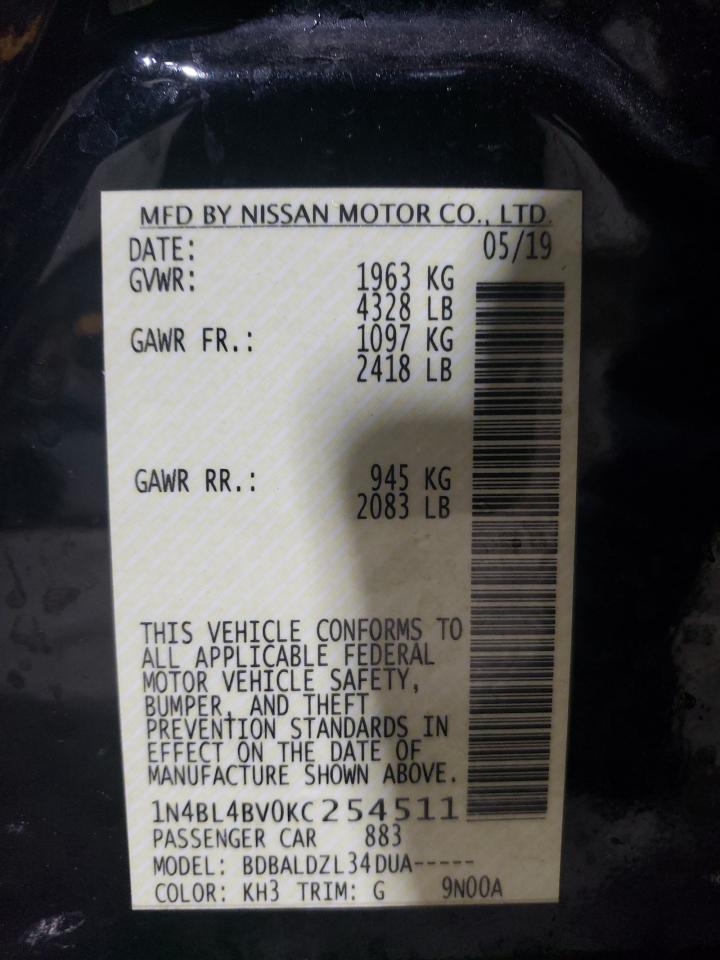 MFD BY NISSAN MOTOR CO., LTD.
DATE: 05/19
GVWR: 1963 KG
4328 LB
GAWR FR.: 1097 KG
2418 LB
GAWR RR.: 945 KG
2083 LB
THIS VEHICLE CONFORMS TO
ALL APPLICABLE FEDERAL
MOTOR VEHICLE SAFETY,
BUMPER, AND THEFT
PREVENTION STANDARDS IN
EFFECT ON THE DATE OF
MANUFACTURE SHOWN ABOVE.
1N4BL4BV0KC254511
PASSENGER CAR 883
MODEL: BDBALDZL34DUA-----
COLOR: KH3 TRIM: G 9N00A